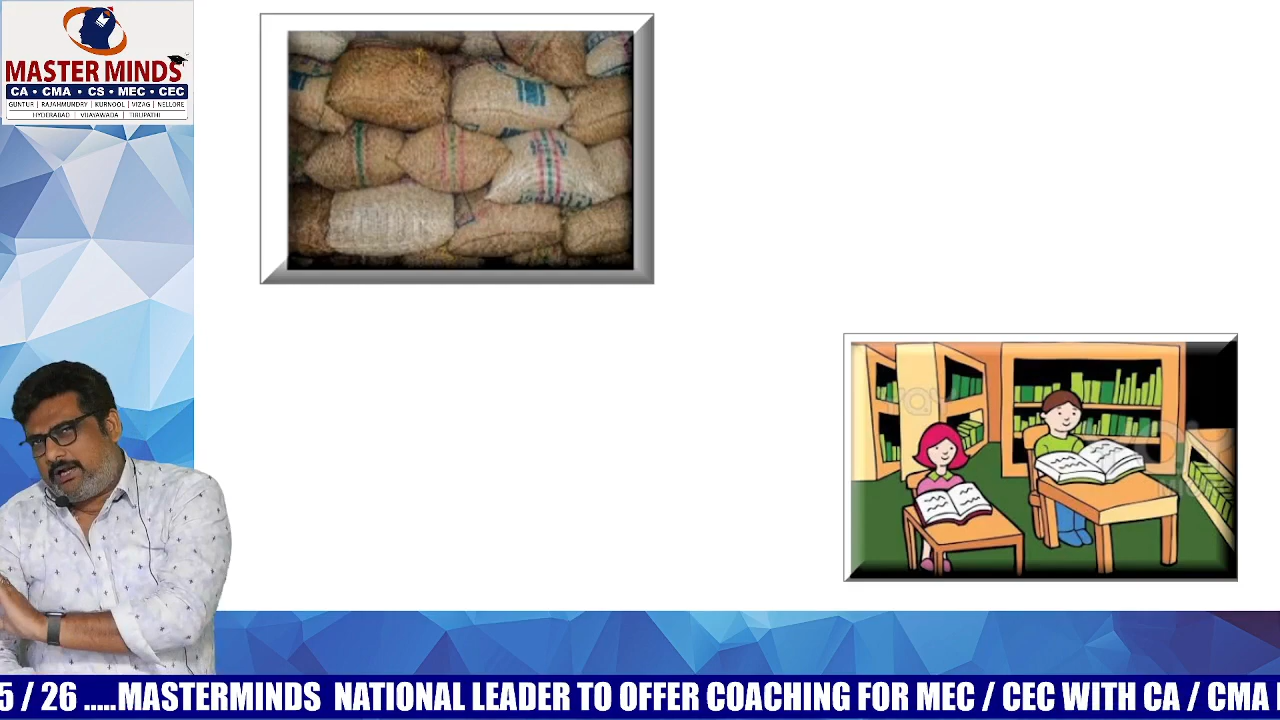 MASTER MINDS
CA • CMA • CS • MEC • CEC
GUNTUR | RAJAHMUNDRY | KURNOOL | VIZAG | NELLORE
HYDERABAD | VIJAYAWADA | TIRUPATHI
5 / 26 .....MASTERMINDS NATIONAL LEADER TO OFFER COACHING FOR MEC / CEC WITH CA / CMA